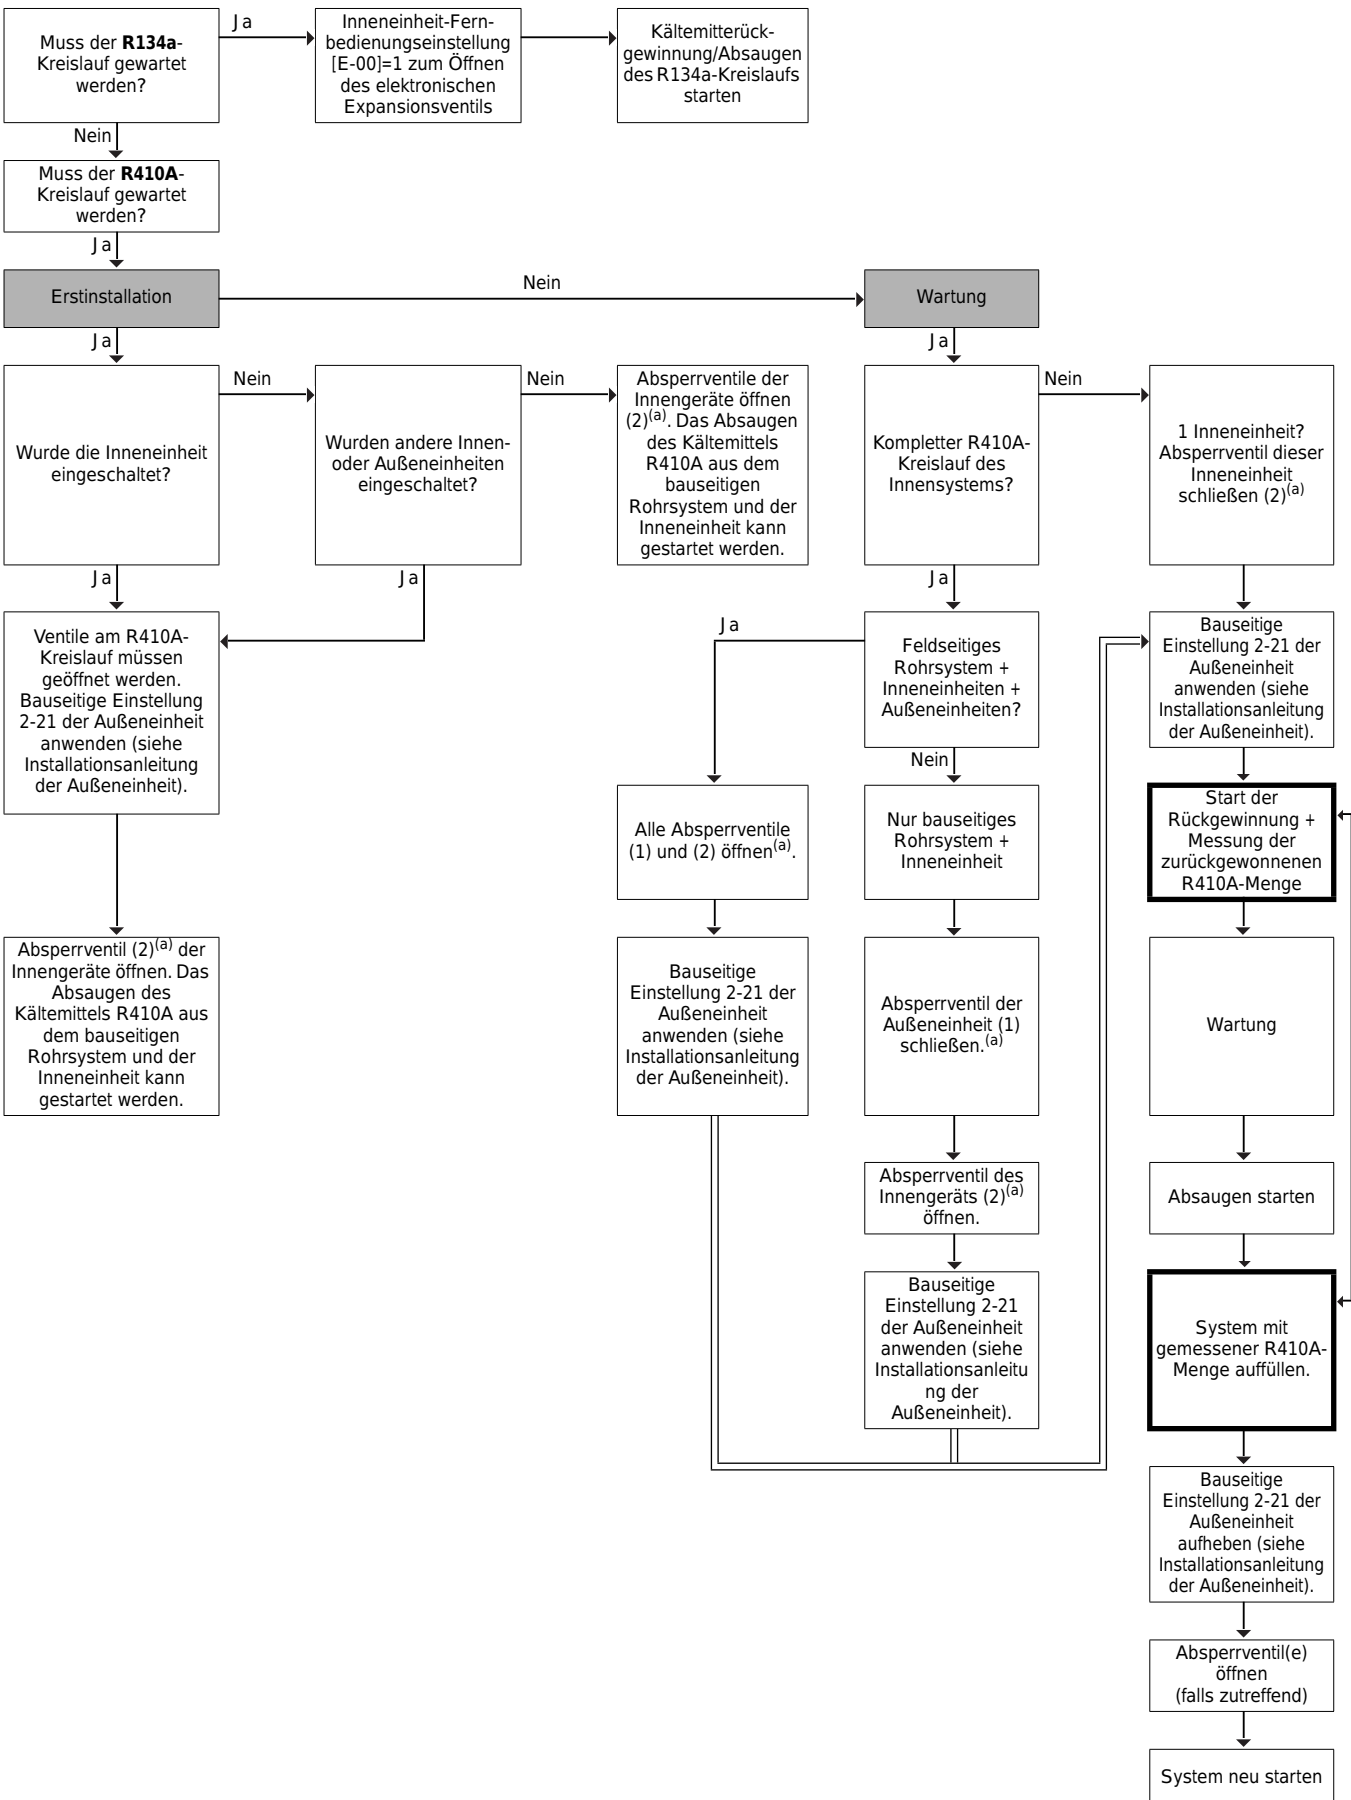 Muss der R134a-
Kreislauf gewartet
werden?
Ja
Inneneinheit-Fern-
bedienungseinstellung
[E-00]=1 zum Öffnen
des elektronischen
Expansionsventils
Kältemitterück-
gewinnung/Absaugen
des R134a-Kreislaufs
starten
Nein
Muss der R410A-
Kreislauf gewartet
werden?
Ja
Erstinstallation
Nein
Wartung
Ja
Ja
Wurde die Inneneinheit
eingeschaltet?
Nein
Wurden andere Innen-
oder Außeneinheiten
eingeschaltet?
Nein
Absperrventile der
Innengeräte öffnen
(2)(a). Das Absaugen
des Kältemittels
R410A aus dem
bauseitigen
Rohrsystem und der
Inneneinheit kann
gestartet werden.
Kompletter R410A-
Kreislauf des
Innensystems?
Nein
1 Inneneinheit?
Absperrventil dieser
Inneneinheit
schließen (2)(a)
Ja
Ja
Ja
Ventile am R410A-
Kreislauf müssen
geöffnet werden.
Bauseitige Einstellung
2-21 der Außeneinheit
anwenden (siehe
Installationsanleitung
der Außeneinheit).
Ja
Feldseitiges
Rohrsystem +
Inneneinheiten +
Außeneinheiten?
Bauseitige
Einstellung 2-21 der
Außeneinheit
anwenden (siehe
Installationsanleitung
der Außeneinheit).
Nein
Alle Absperrventile
(1) und (2) öffnen(a).
Nur bauseitiges
Rohrsystem +
Inneneinheit
Start der
Rückgewinnung +
Messung der
zurückgewonnenen
R410A-Menge
Absperrventil (2)(a) der
Innengeräte öffnen. Das
Absaugen des
Kältemittels R410A aus
dem bauseitigen
Rohrsystem und der
Inneneinheit kann
gestartet werden.
Bauseitige
Einstellung 2-21 der
Außeneinheit
anwenden (siehe
Installationsanleitung
der Außeneinheit).
Absperrventil der
Außeneinheit (1)
schließen.(a)
Wartung
Absperrventil des
Innengeräts (2)(a)
öffnen.
Absaugen starten
Bauseitige
Einstellung 2-21
der Außeneinheit
anwenden (siehe
Installationsanleitu
ng der
Außeneinheit).
System mit
gemessener R410A-
Menge auffüllen.
Bauseitige
Einstellung 2-21 der
Außeneinheit
aufheben (siehe
Installationsanleitung
der Außeneinheit).
Absperrventil(e)
öffnen
(falls zutreffend)
System neu starten